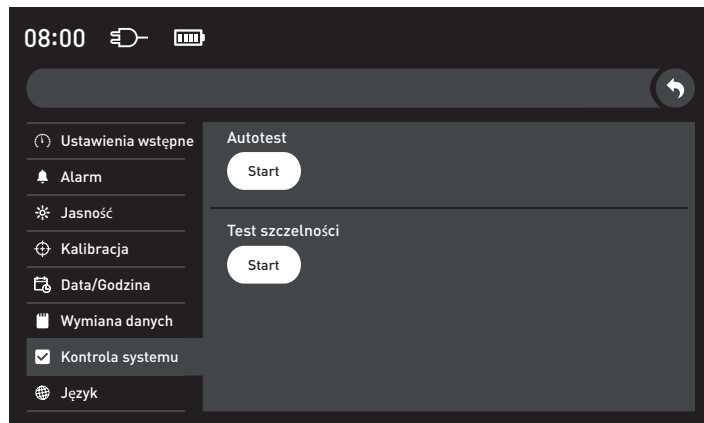 08:00
Ustawienia wstępne
Alarm
Jasność
Kalibracja
Data/Godzina
Wymiana danych
Kontrola systemu
Język
Autotest
Start
Test szczelności
Start